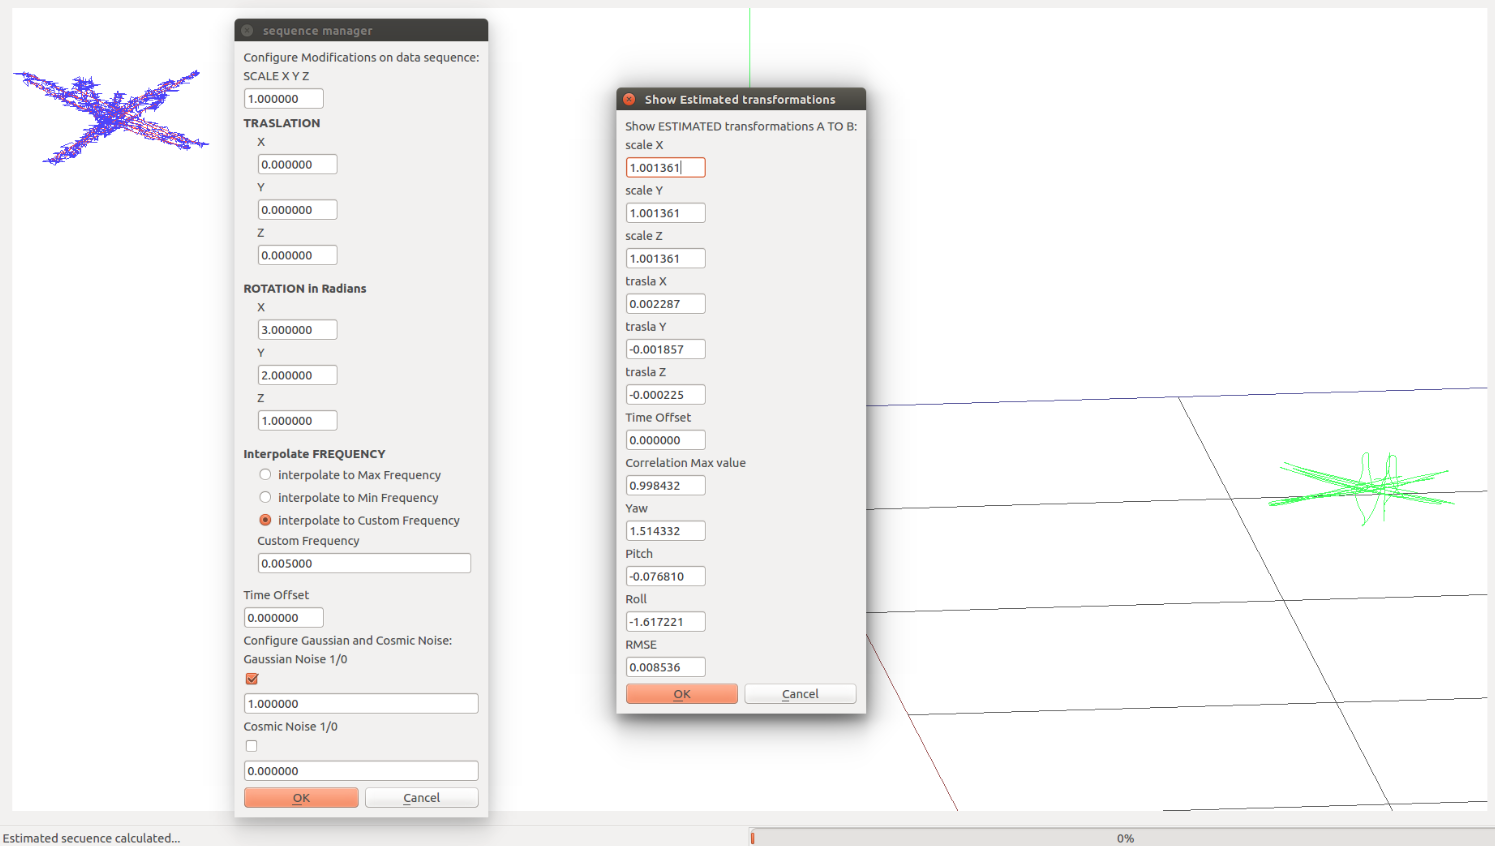 sequence manager
Configure Modifications on data sequence:
SCALE X Y Z
1.000000
TRASLATION
X
0.000000
Y
0.000000
Z
0.000000
ROTATION in Radians
X
3.000000
Y
2.000000
Z
1.000000
Interpolate FREQUENCY
interpolate to Max Frequency
interpolate to Min Frequency
interpolate to Custom Frequency
Custom Frequency
0.005000
Time Offset
0.000000
Configure Gaussian and Cosmic Noise:
Gaussian Noise 1/0
1.000000
Cosmic Noise 1/0
0.000000
OK Cancel
Show Estimated transformations
Show ESTIMATED transformations A TO B:
scale X
1.001361
scale Y
1.001361
scale Z
1.001361
trasla X
0.002287
trasla Y
-0.001857
trasla Z
-0.000225
Time Offset
0.000000
Correlation Max value
0.998432
Yaw
1.514332
Pitch
-0.076810
Roll
-1.617221
RMSE
0.008536
OK Cancel
Estimated secuence calculated...
0%